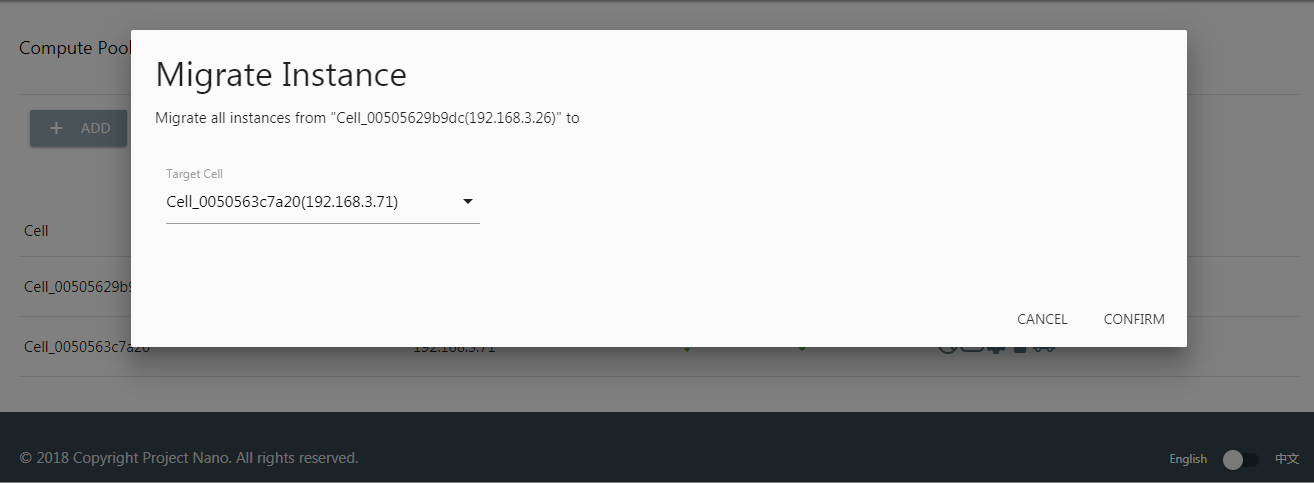 Compute Pool
Migrate Instance
Migrate all instances from "Cell_00505629b9dc(192.168.3.26)" to
ADD
Target Cell
Cell_0050563c7a20(192.168.3.71)
Cell
Cell_00505629b9
CANCEL CONFIRM
Cell_0050563c7a20 192.168.3.71
© 2018 Copyright Project Nano. All rights reserved.
English 中文